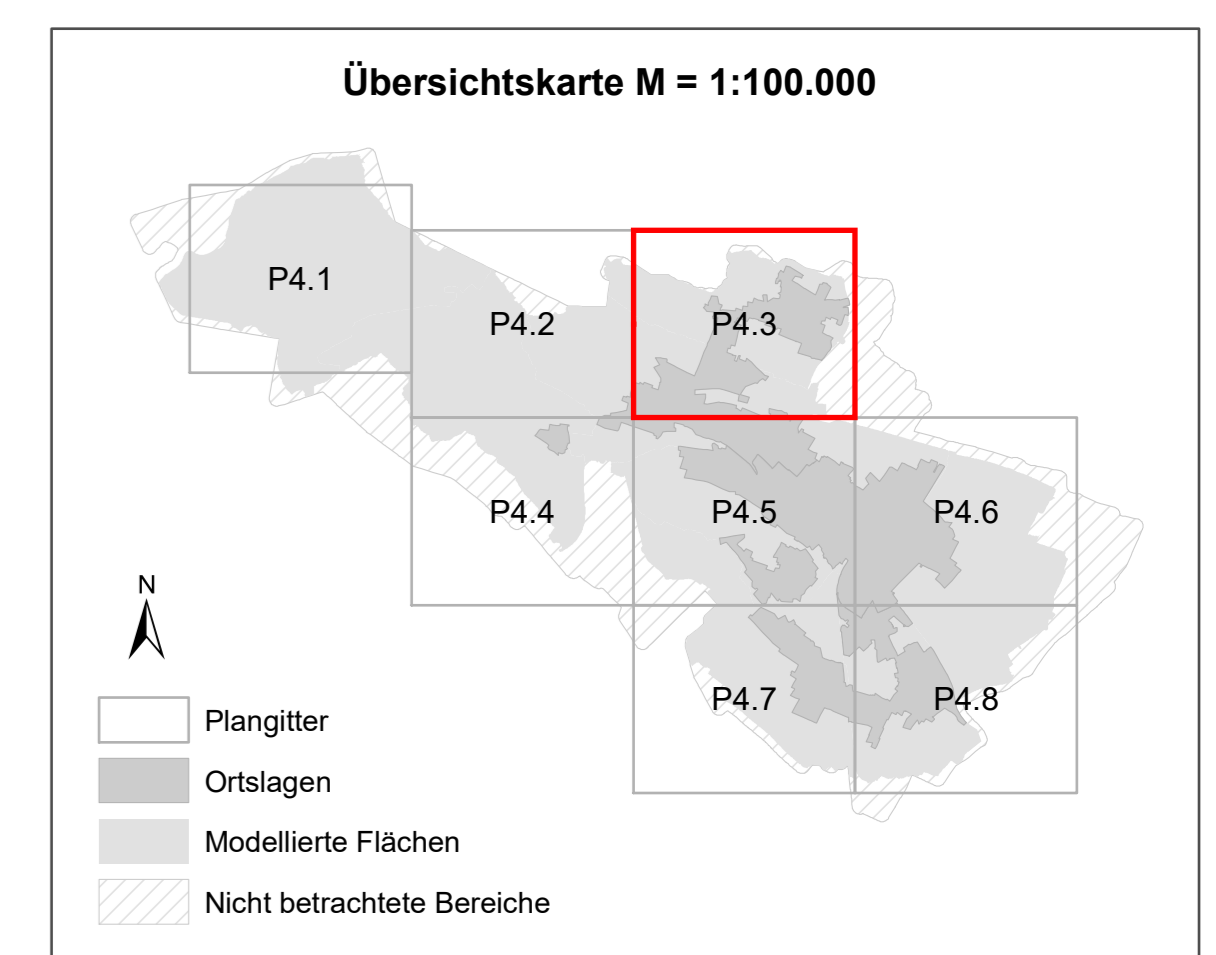 Übersichtskarte M = 1:100.000
P4.1
P4.2
P4.3
P4.4
P4.5
P4.6
P4.7
P4.8
N
Plangitter
Ortslagen
Modellierte Flächen
Nicht betrachtete Bereiche